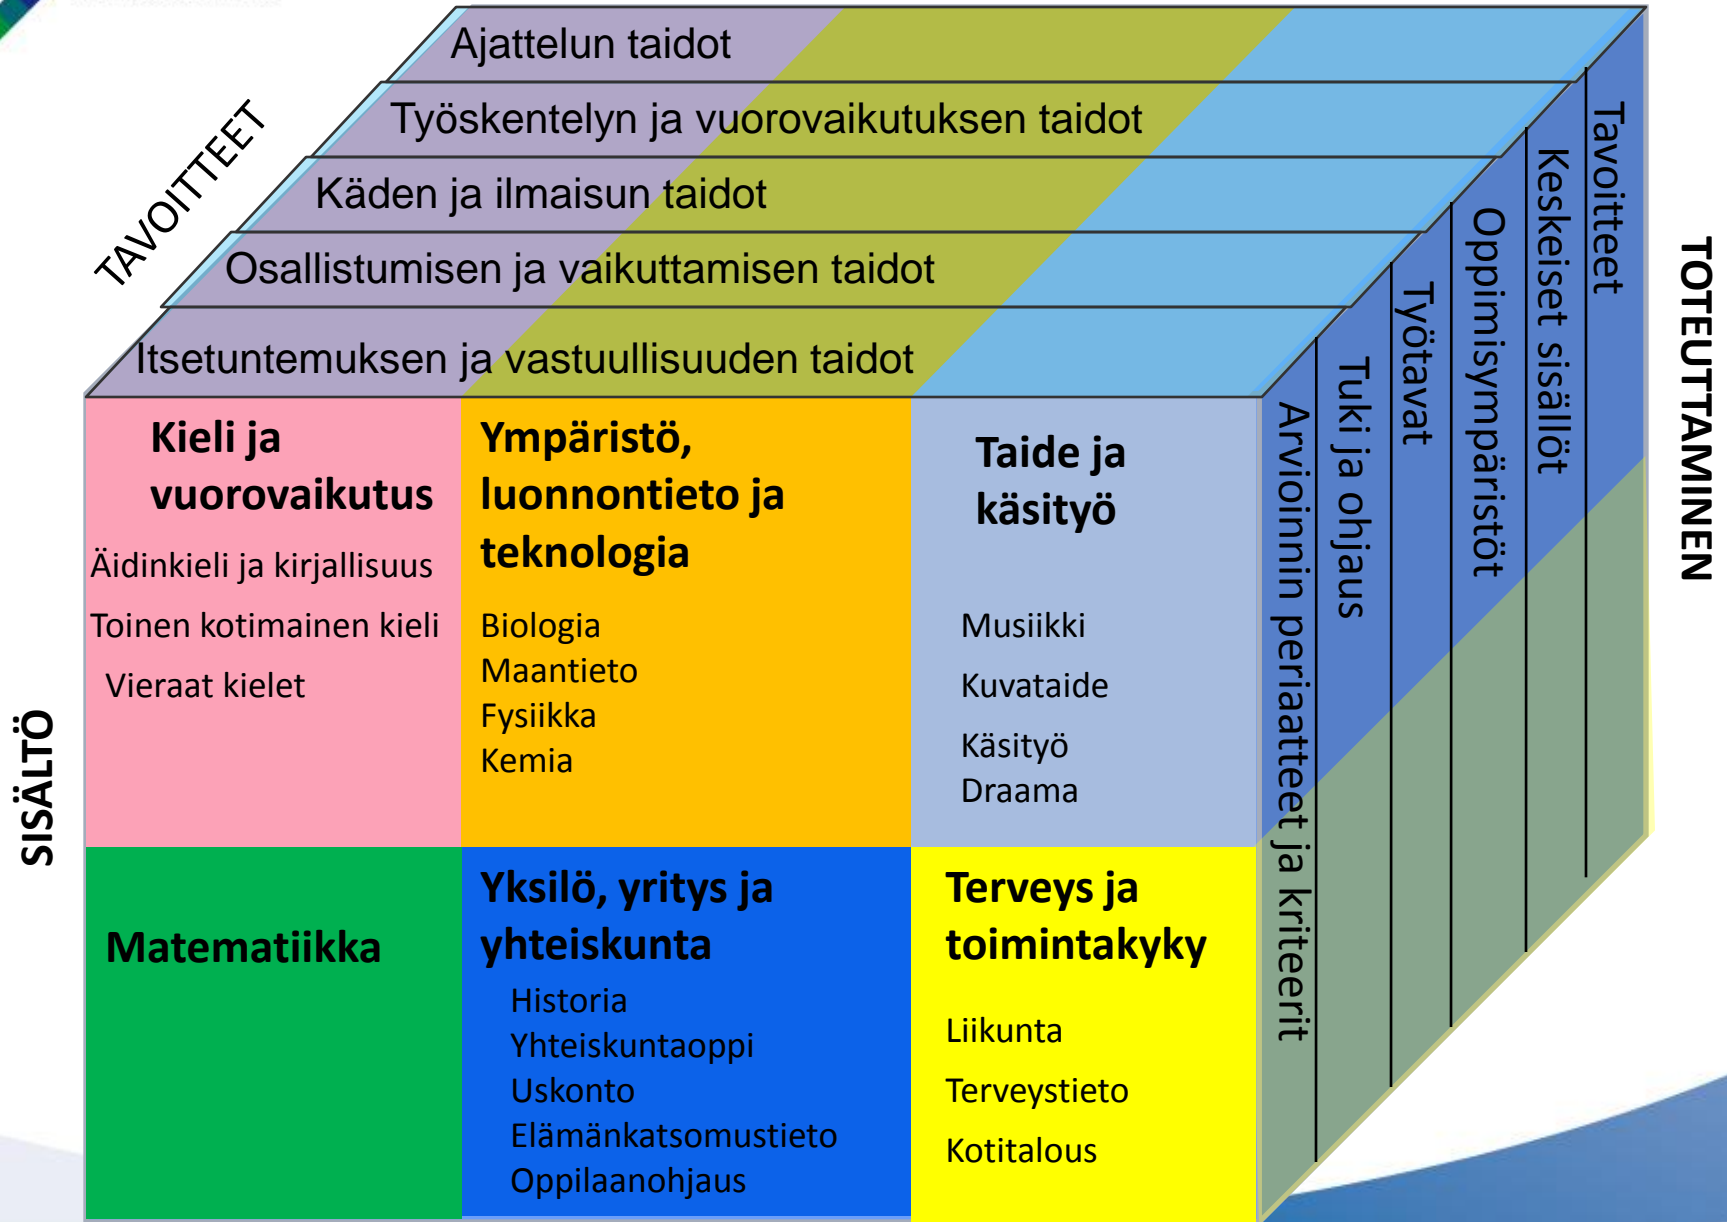 TAVOITTEET
Ajattelun taidot
Työskentelyn ja vuorovaikutuksen taidot
Käden ja ilmaisun taidot
Osallistumisen ja vaikuttamisen taidot
Itsetuntemuksen ja vastuullisuuden taidot
SISÄLTÖ
Kieli ja
vuorovaikutus
Äidinkieli ja kirjallisuus
Toinen kotimainen kieli
Vieraat kielet
Ympäristö,
luonnontieto ja
teknologia
Biologia
Maantieto
Fysiikka
Kemia
Taide ja
käsityö
Musiikki
Kuvataide
Käsityö
Draama
Matematiikka
Yksilö, yritys ja
yhteiskunta
Historia
Yhteiskuntaoppi
Uskonto
Elämänkatsomustieto
Oppilaanohjaus
Terveys ja
toimintakyky
Liikunta
Terveystieto
Kotitalous
Arvioinnin periaatteet ja kriteerit
Tuki ja ohjaus
Työtavat
Oppimisympäristöt
Keskeiset sisällöt
Tavoitteet
TOTEUTTAMINEN